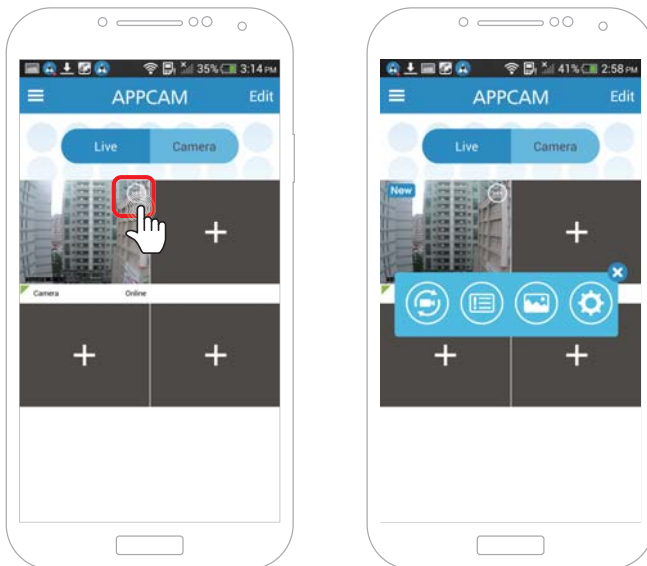 35% 3:14 PM
APPCAM Edit
Live Camera
Camera Online
41% 2:58 PM
APPCAM Edit
Live Camera
New